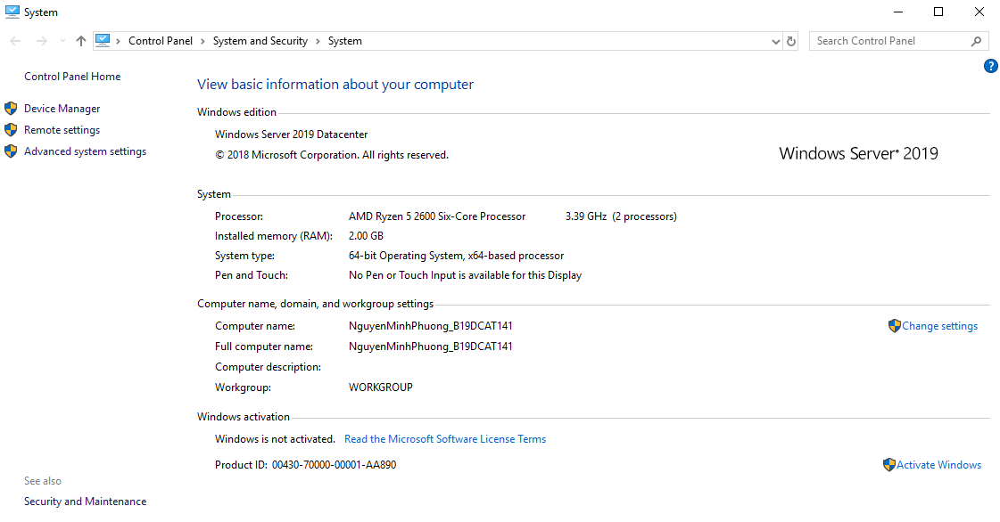 System
Control Panel > System and Security > System
Search Control Panel
?
Control Panel Home
Device Manager
Remote settings
Advanced system settings
View basic information about your computer
Windows edition
Windows Server 2019 Datacenter
© 2018 Microsoft Corporation. All rights reserved.
Windows Server® 2019
System
Processor: AMD Ryzen 5 2600 Six-Core Processor 3.39 GHz (2 processors)
Installed memory (RAM): 2.00 GB
System type: 64-bit Operating System, x64-based processor
Pen and Touch: No Pen or Touch Input is available for this Display
Computer name, domain, and workgroup settings
Computer name: NguyenMinhPhuong_B19DCAT141
Change settings
Full computer name: NguyenMinhPhuong_B19DCAT141
Computer description:
Workgroup: WORKGROUP
Windows activation
Windows is not activated. Read the Microsoft Software License Terms
Product ID: 00430-70000-00001-AA890
Activate Windows
See also
Security and Maintenance